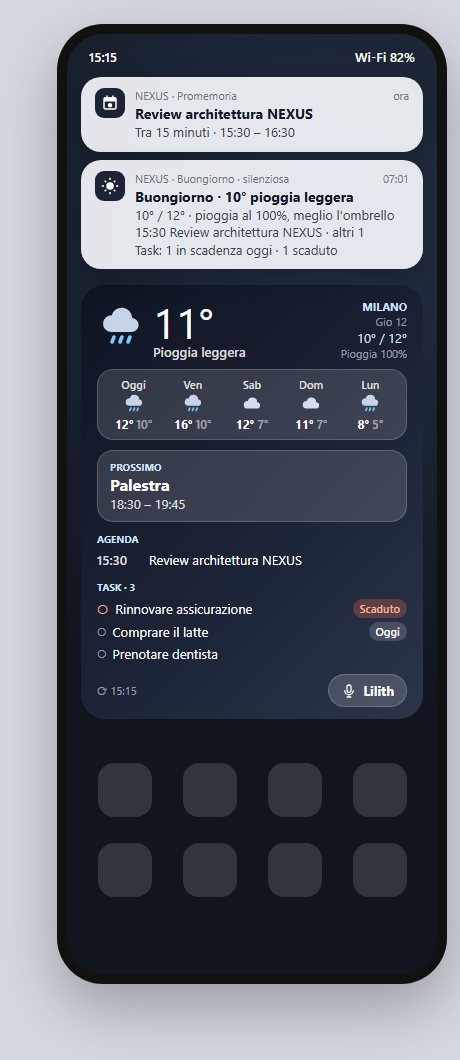 15:15
Wi-Fi 82%
NEXUS · Promemoria
ora
Review architettura NEXUS
Tra 15 minuti · 15:30 – 16:30
NEXUS · Buongiorno · silenziosa
07:01
Buongiorno · 10° pioggia leggera
10° / 12° · pioggia al 100%, meglio l'ombrello
15:30 Review architettura NEXUS · altri 1
Task: 1 in scadenza oggi · 1 scaduto
11°
Pioggia leggera
MILANO
Gio 12
10° / 12°
Pioggia 100%
Oggi Ven Sab Dom Lun
12° 10° 16° 10° 12° 7° 11° 7° 8° 5°
PROSSIMO
Palestra
18:30 – 19:45
AGENDA
15:30 Review architettura NEXUS
TASK · 3
Rinnovare assicurazione Scaduto
Comprare il latte Oggi
Prenotare dentista
15:15
Lilith